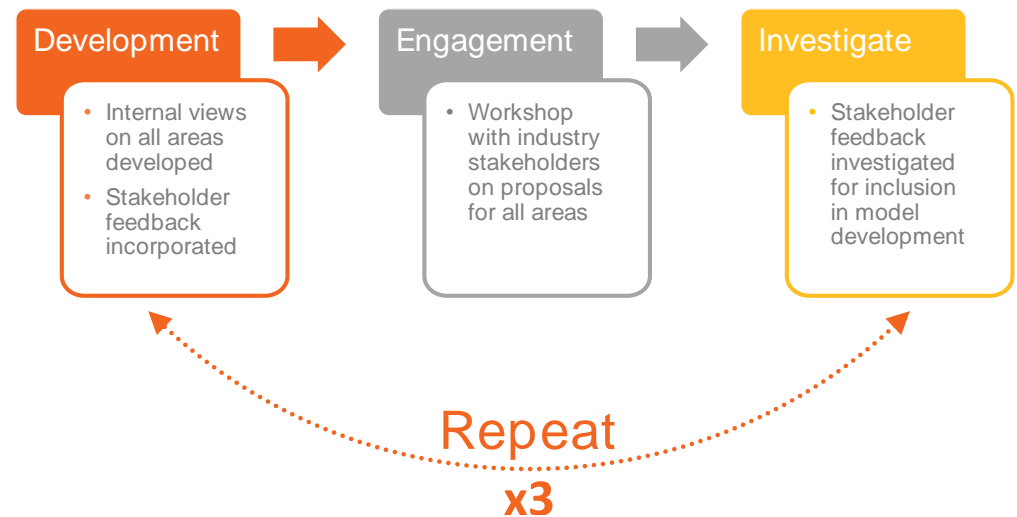 Development
• Internal views
on all areas
developed
• Stakeholder
feedback
incorporated
Engagement
• Workshop
with industry
stakeholders
on proposals
for all areas
Investigate
• Stakeholder
feedback
investigated
for inclusion
in model
development
Repeat
x3